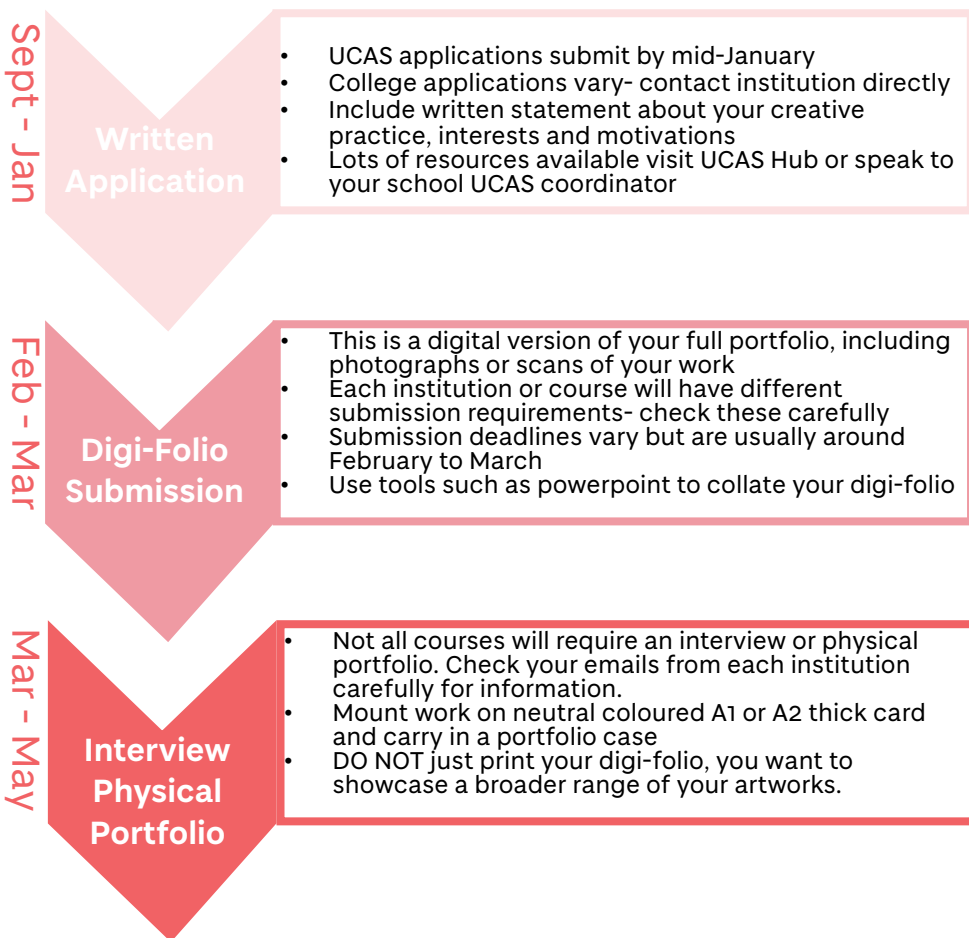 Sept - Jan
Written
Application
• UCAS applications submit by mid-January
• College applications vary- contact institution directly
• Include written statement about your creative
practice, interests and motivations
• Lots of resources available visit UCAS Hub or speak to
your school UCAS coordinator
Feb - Mar
Digi-Folio
Submission
• This is a digital version of your full portfolio, including
photographs or scans of your work
• Each institution or course will have different
submission requirements- check these carefully
• Submission deadlines vary but are usually around
February to March
• Use tools such as powerpoint to collate your digi-folio
Mar - May
Interview
Physical
Portfolio
• Not all courses will require an interview or physical
portfolio. Check your emails from each institution
carefully for information.
• Mount work on neutral coloured A1 or A2 thick card
and carry in a portfolio case
• DO NOT just print your digi-folio, you want to
showcase a broader range of your artworks.